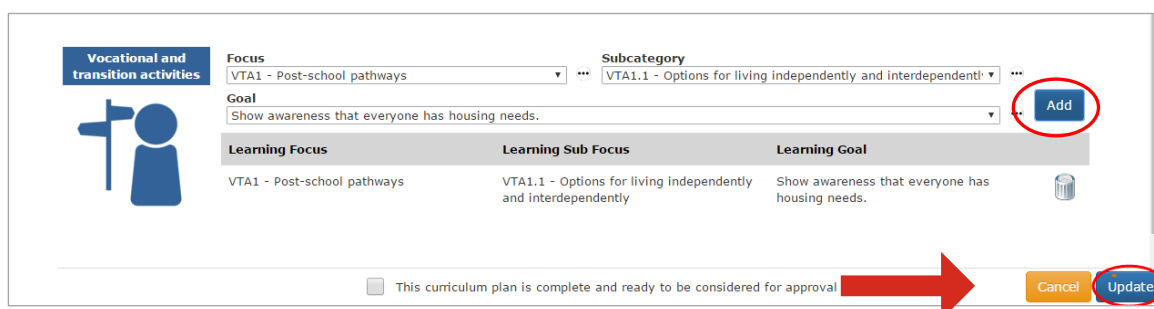 Vocational and
transition activities
Focus
VTA1 - Post-school pathways
Subcategory
VTA1.1 - Options for living independently and interdependentl
Goal
Show awareness that everyone has housing needs.
Add
Learning Focus
Learning Sub Focus
Learning Goal
VTA1 - Post-school pathways
VTA1.1 - Options for living independently
and interdependently
Show awareness that everyone has
housing needs.
This curriculum plan is complete and ready to be considered for approval
Cancel
Update